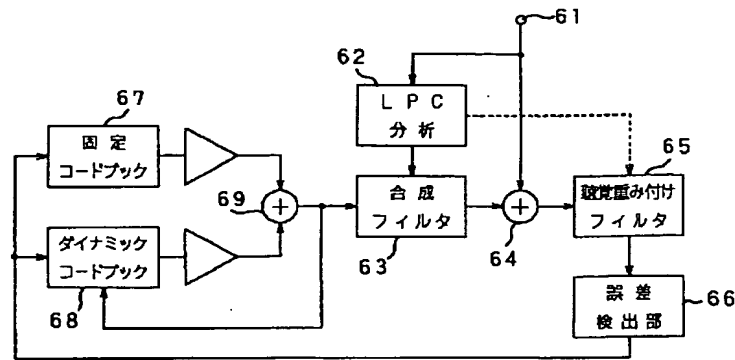 61
62
LPC
分析
67
固定
コードブック
65
聴覚重み付け
フィルタ
69
+
合成
フィルタ
63
+
64
ダイナミック
コードブック
68
誤差
検出部
66